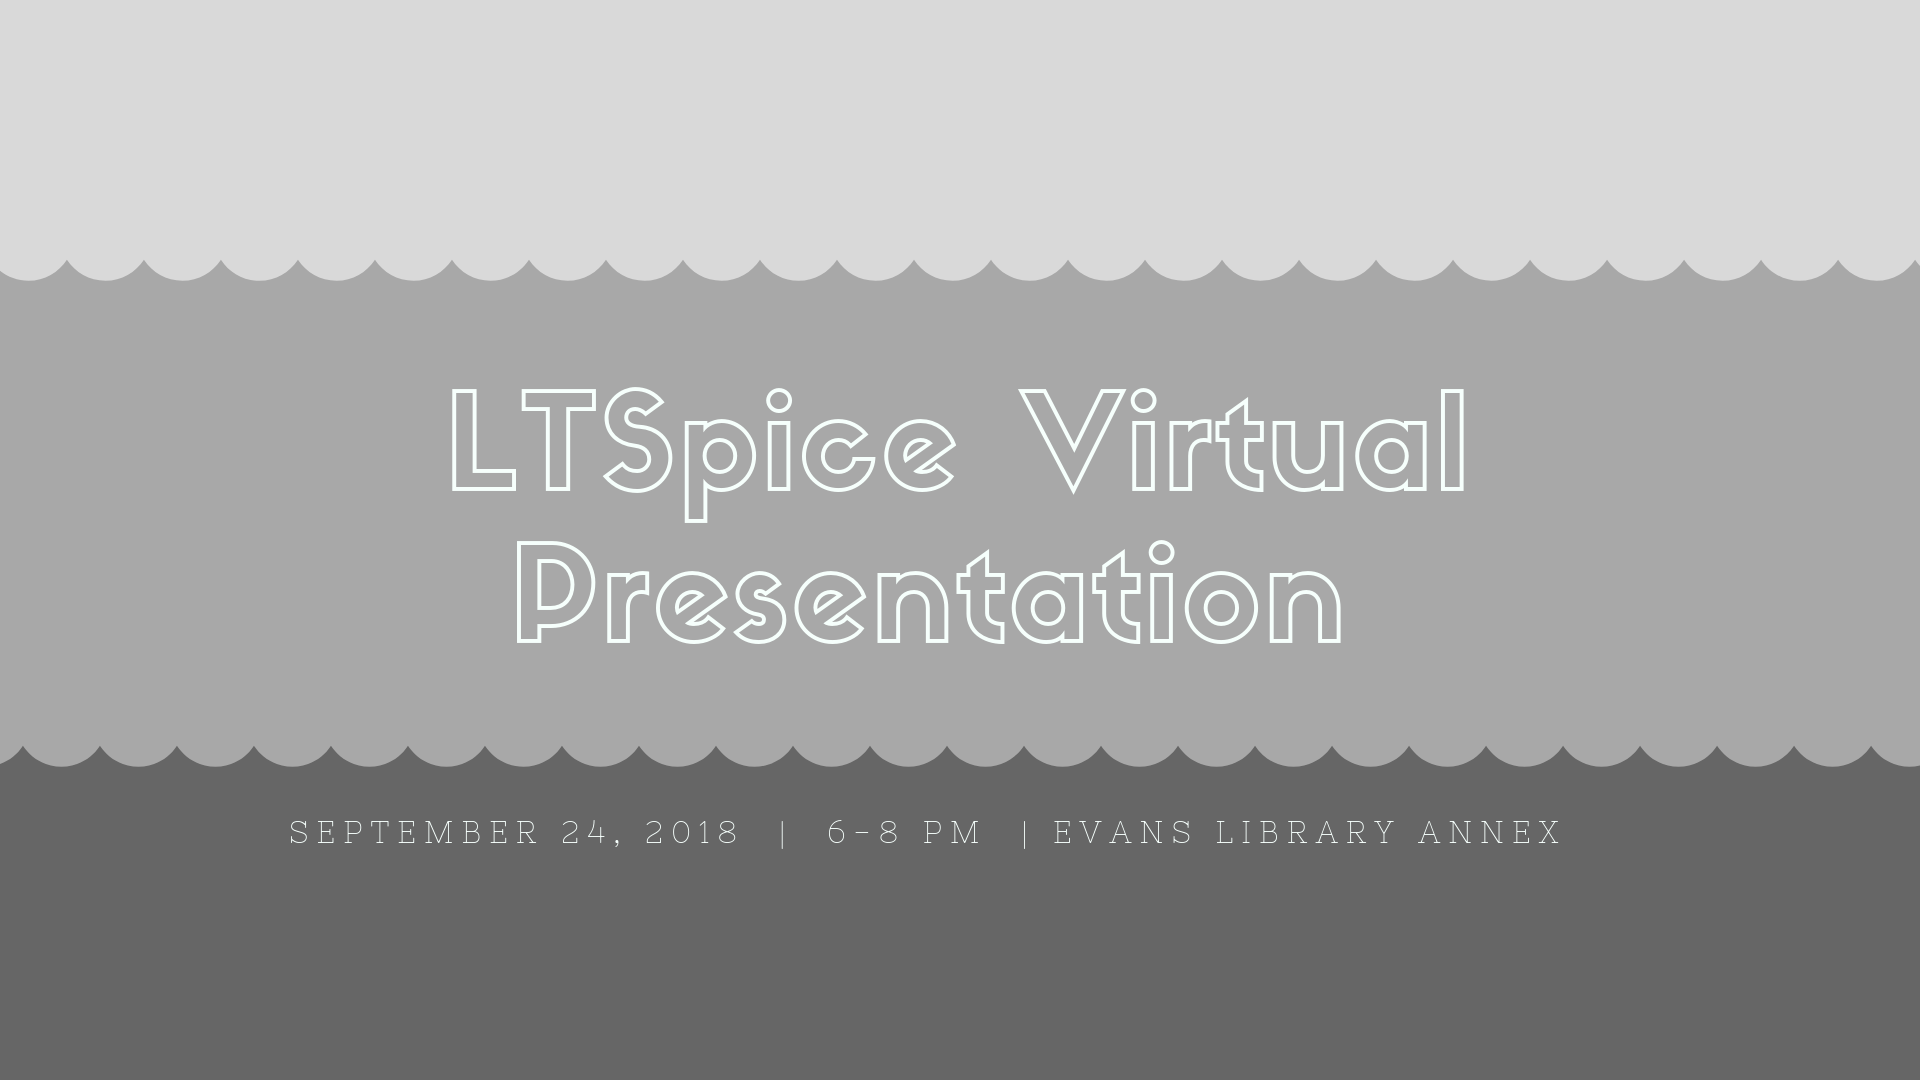 LTSpice Virtual
Presentation
SEPTEMBER 24, 2018 | 6-8 PM | EVANS LIBRARY ANNEX